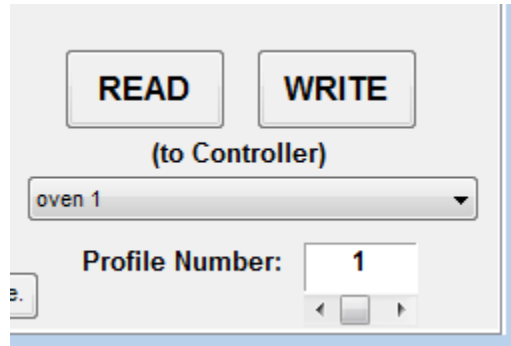 READ WRITE
(to Controller)
oven 1
Profile Number: 1
e.